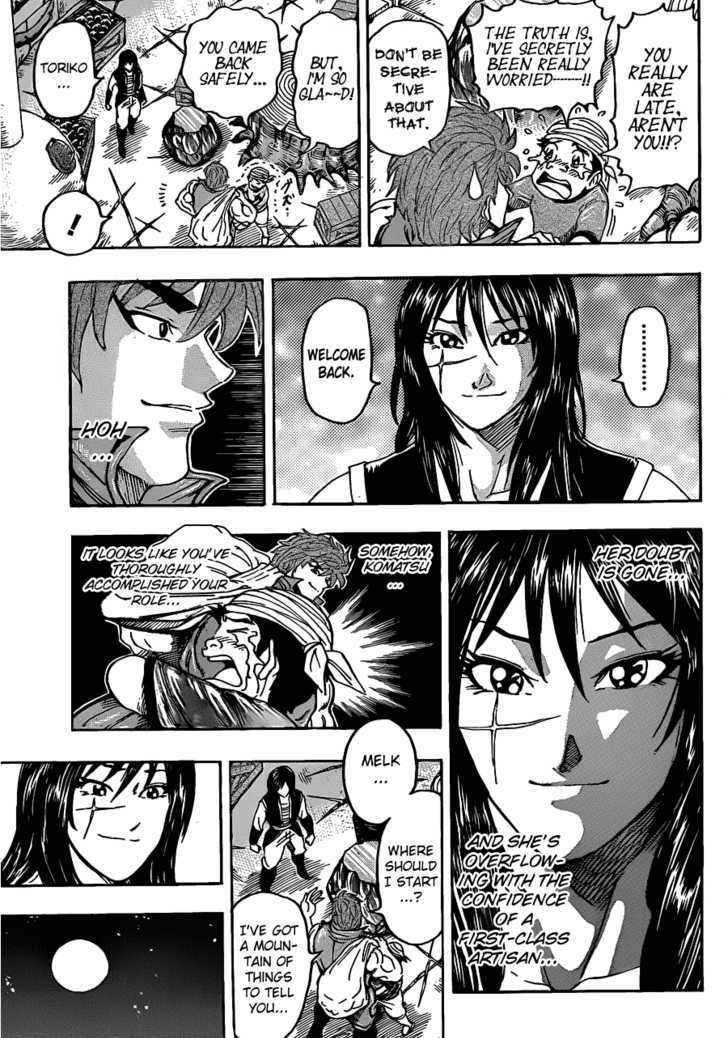 YOU
REALLY
ARE
LATE,
AREN'T
YOU!!?
THE TRUTH IS,
I'VE SECRETLY
BEEN REALLY
WORRIED--------!!
DON'T BE
SECRE-
TIVE
ABOUT
THAT.
BUT,
I'M SO
GLA~~D!
YOU CAME
BACK
SAFELY...
TORIKO
...
!
.........
WELCOME
BACK.
HOH
...
HER DOUBT
IS GONE...
AND SHE'S
OVERFLOW-
ING WITH THE
CONFIDENCE
OF A
FIRST-CLASS
ARTISAN...
SOMEHOW,
KOMATSU
...
IT LOOKS LIKE YOU'VE
THOROUGHLY
ACCOMPLISHED YOUR
ROLE...
MELK
...
WHERE
SHOULD
I START
...?
I'VE GOT
A MOUN-
TAIN OF
THINGS
TO TELL
YOU...